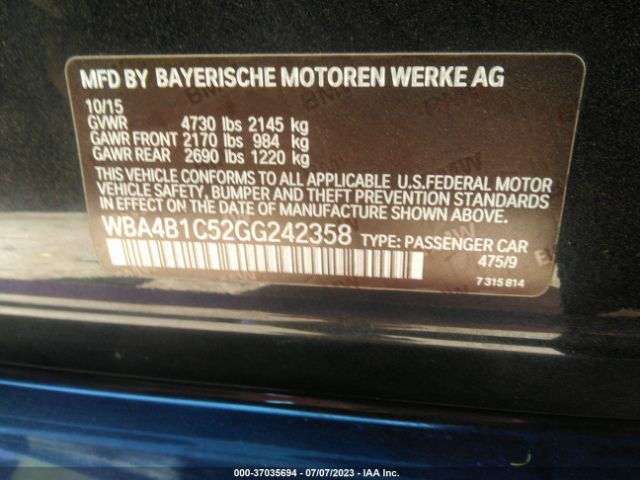 MFD BY BAYERISCHE MOTOREN WERKE AG
10/15
GVWR 4730 lbs 2145 kg
GAWR FRONT 2170 lbs 984 kg
GAWR REAR 2690 lbs 1220 kg
THIS VEHICLE CONFORMS TO ALL APPLICABLE U.S.FEDERAL MOTOR
VEHICLE SAFETY, BUMPER AND THEFT PREVENTION STANDARDS
IN EFFECT ON THE DATE OF MANUFACTURE SHOWN ABOVE.
WBA4B1C52GG242358 TYPE: PASSENGER CAR
475/9
7 315 814
000-37035694 - 07/07/2023 - IAA Inc.